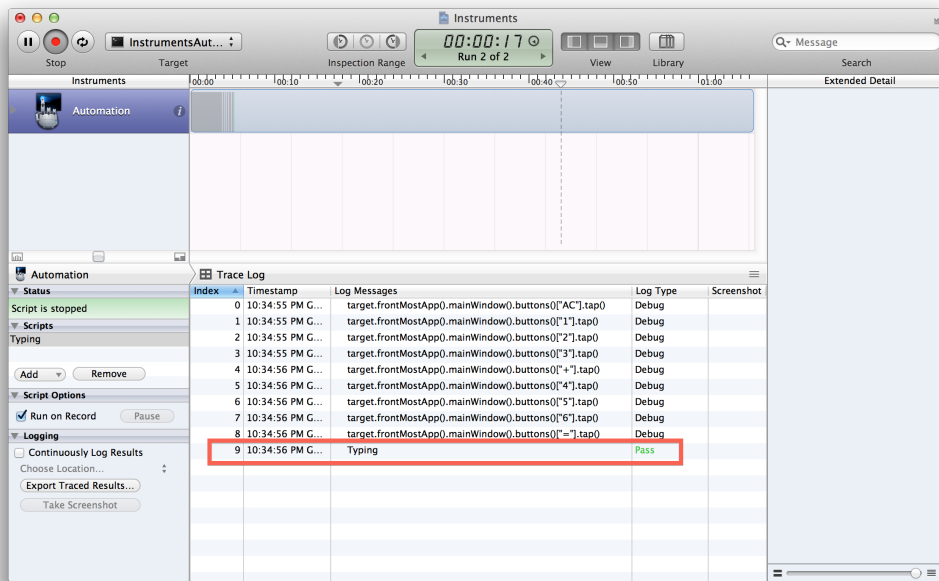 Instruments
InstrumentsAut...
00:00:17
Run 2 of 2
Message
Stop
Target
Inspection Range
View
Library
Search
Instruments
00:00
00:10
00:20
00:30
00:40
00:50
01:00
Extended Detail
Automation
Automation
Trace Log
Status
Script is stopped
Scripts
Typing
Add
Remove
Script Options
Run on Record
Pause
Logging
Continuously Log Results
Choose Location...
Export Traced Results...
Take Screenshot
Index Timestamp Log Messages Log Type Screenshot
0 10:34:55 PM G... target.frontMostApp().mainWindow().buttons()["AC"].tap() Debug
1 10:34:55 PM G... target.frontMostApp().mainWindow().buttons()["1"].tap() Debug
2 10:34:55 PM G... target.frontMostApp().mainWindow().buttons()["2"].tap() Debug
3 10:34:55 PM G... target.frontMostApp().mainWindow().buttons()["3"].tap() Debug
4 10:34:56 PM G... target.frontMostApp().mainWindow().buttons()["+"].tap() Debug
5 10:34:56 PM G... target.frontMostApp().mainWindow().buttons()["4"].tap() Debug
6 10:34:56 PM G... target.frontMostApp().mainWindow().buttons()["5"].tap() Debug
7 10:34:56 PM G... target.frontMostApp().mainWindow().buttons()["6"].tap() Debug
8 10:34:56 PM G... target.frontMostApp().mainWindow().buttons()["="].tap() Debug
9 10:34:56 PM G... Typing Pass